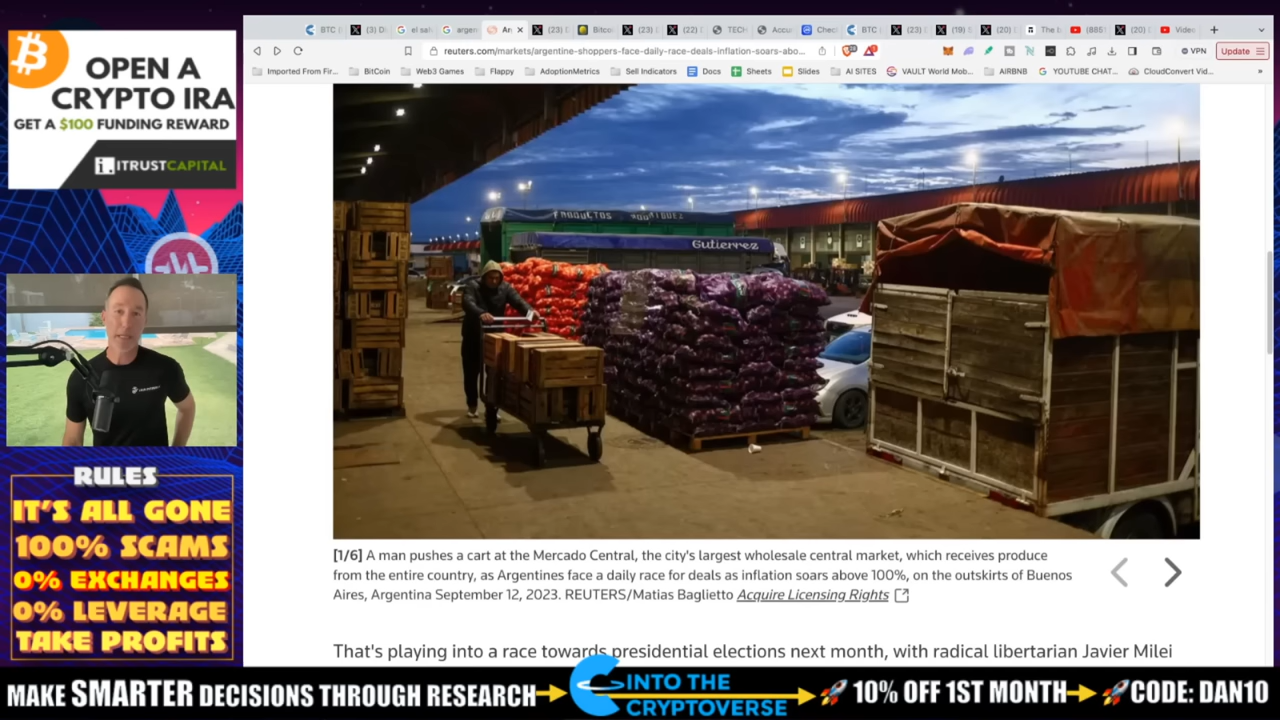 OPEN A
CRYPTO IRA
GET A $100 FUNDING REWARD
ITRUSTCAPITAL
RULES
IT'S ALL GONE
100% SCAMS
0% EXCHANGES
0% LEVERAGE
TAKE PROFITS
reuters.com/markets/argentine-shoppers-face-daily-race-deals-inflation-soars-abo...
VPN
Update
Imported From Fir...
BitCoin
Web3 Games
Flappy
AdoptionMetrics
Sell Indicators
Docs
Sheets
Slides
AI SITES
VAULT World Mob...
AIRBNB
YOUTUBE CHAT...
CloudConvert Vid...
»
Gutierrez
[1/6] A man pushes a cart at the Mercado Central, the city's largest wholesale central market, which receives produce
from the entire country, as Argentines face a daily race for deals as inflation soars above 100%, on the outskirts of Buenos
Aires, Argentina September 12, 2023. REUTERS/Matias Baglietto Acquire Licensing Rights
That's playing into a race towards presidential elections next month, with radical libertarian Javier Milei
MAKE SMARTER DECISIONS THROUGH RESEARCH
INTO THE
CRYPTOVERSE
10% OFF 1ST MONTH
CODE: DAN10